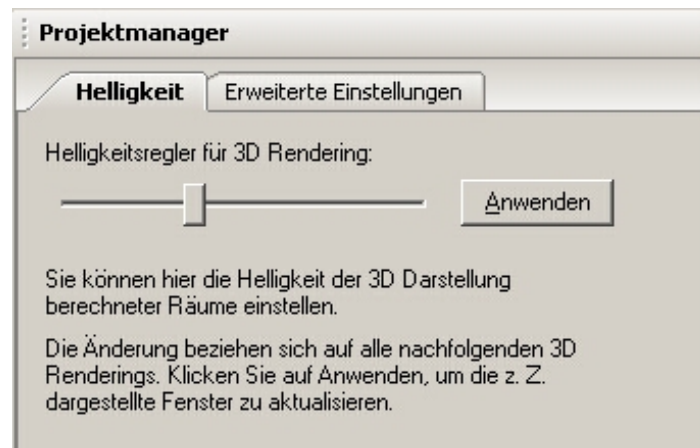 Projektmanager
Helligkeit
Erweiterte Einstellungen
Helligkeitsregler für 3D Rendering:
Anwenden
Sie können hier die Helligkeit der 3D Darstellung
berechneter Räume einstellen.
Die Änderung beziehen sich auf alle nachfolgenden 3D
Renderings. Klicken Sie auf Anwenden, um die z. Z.
dargestellte Fenster zu aktualisieren.